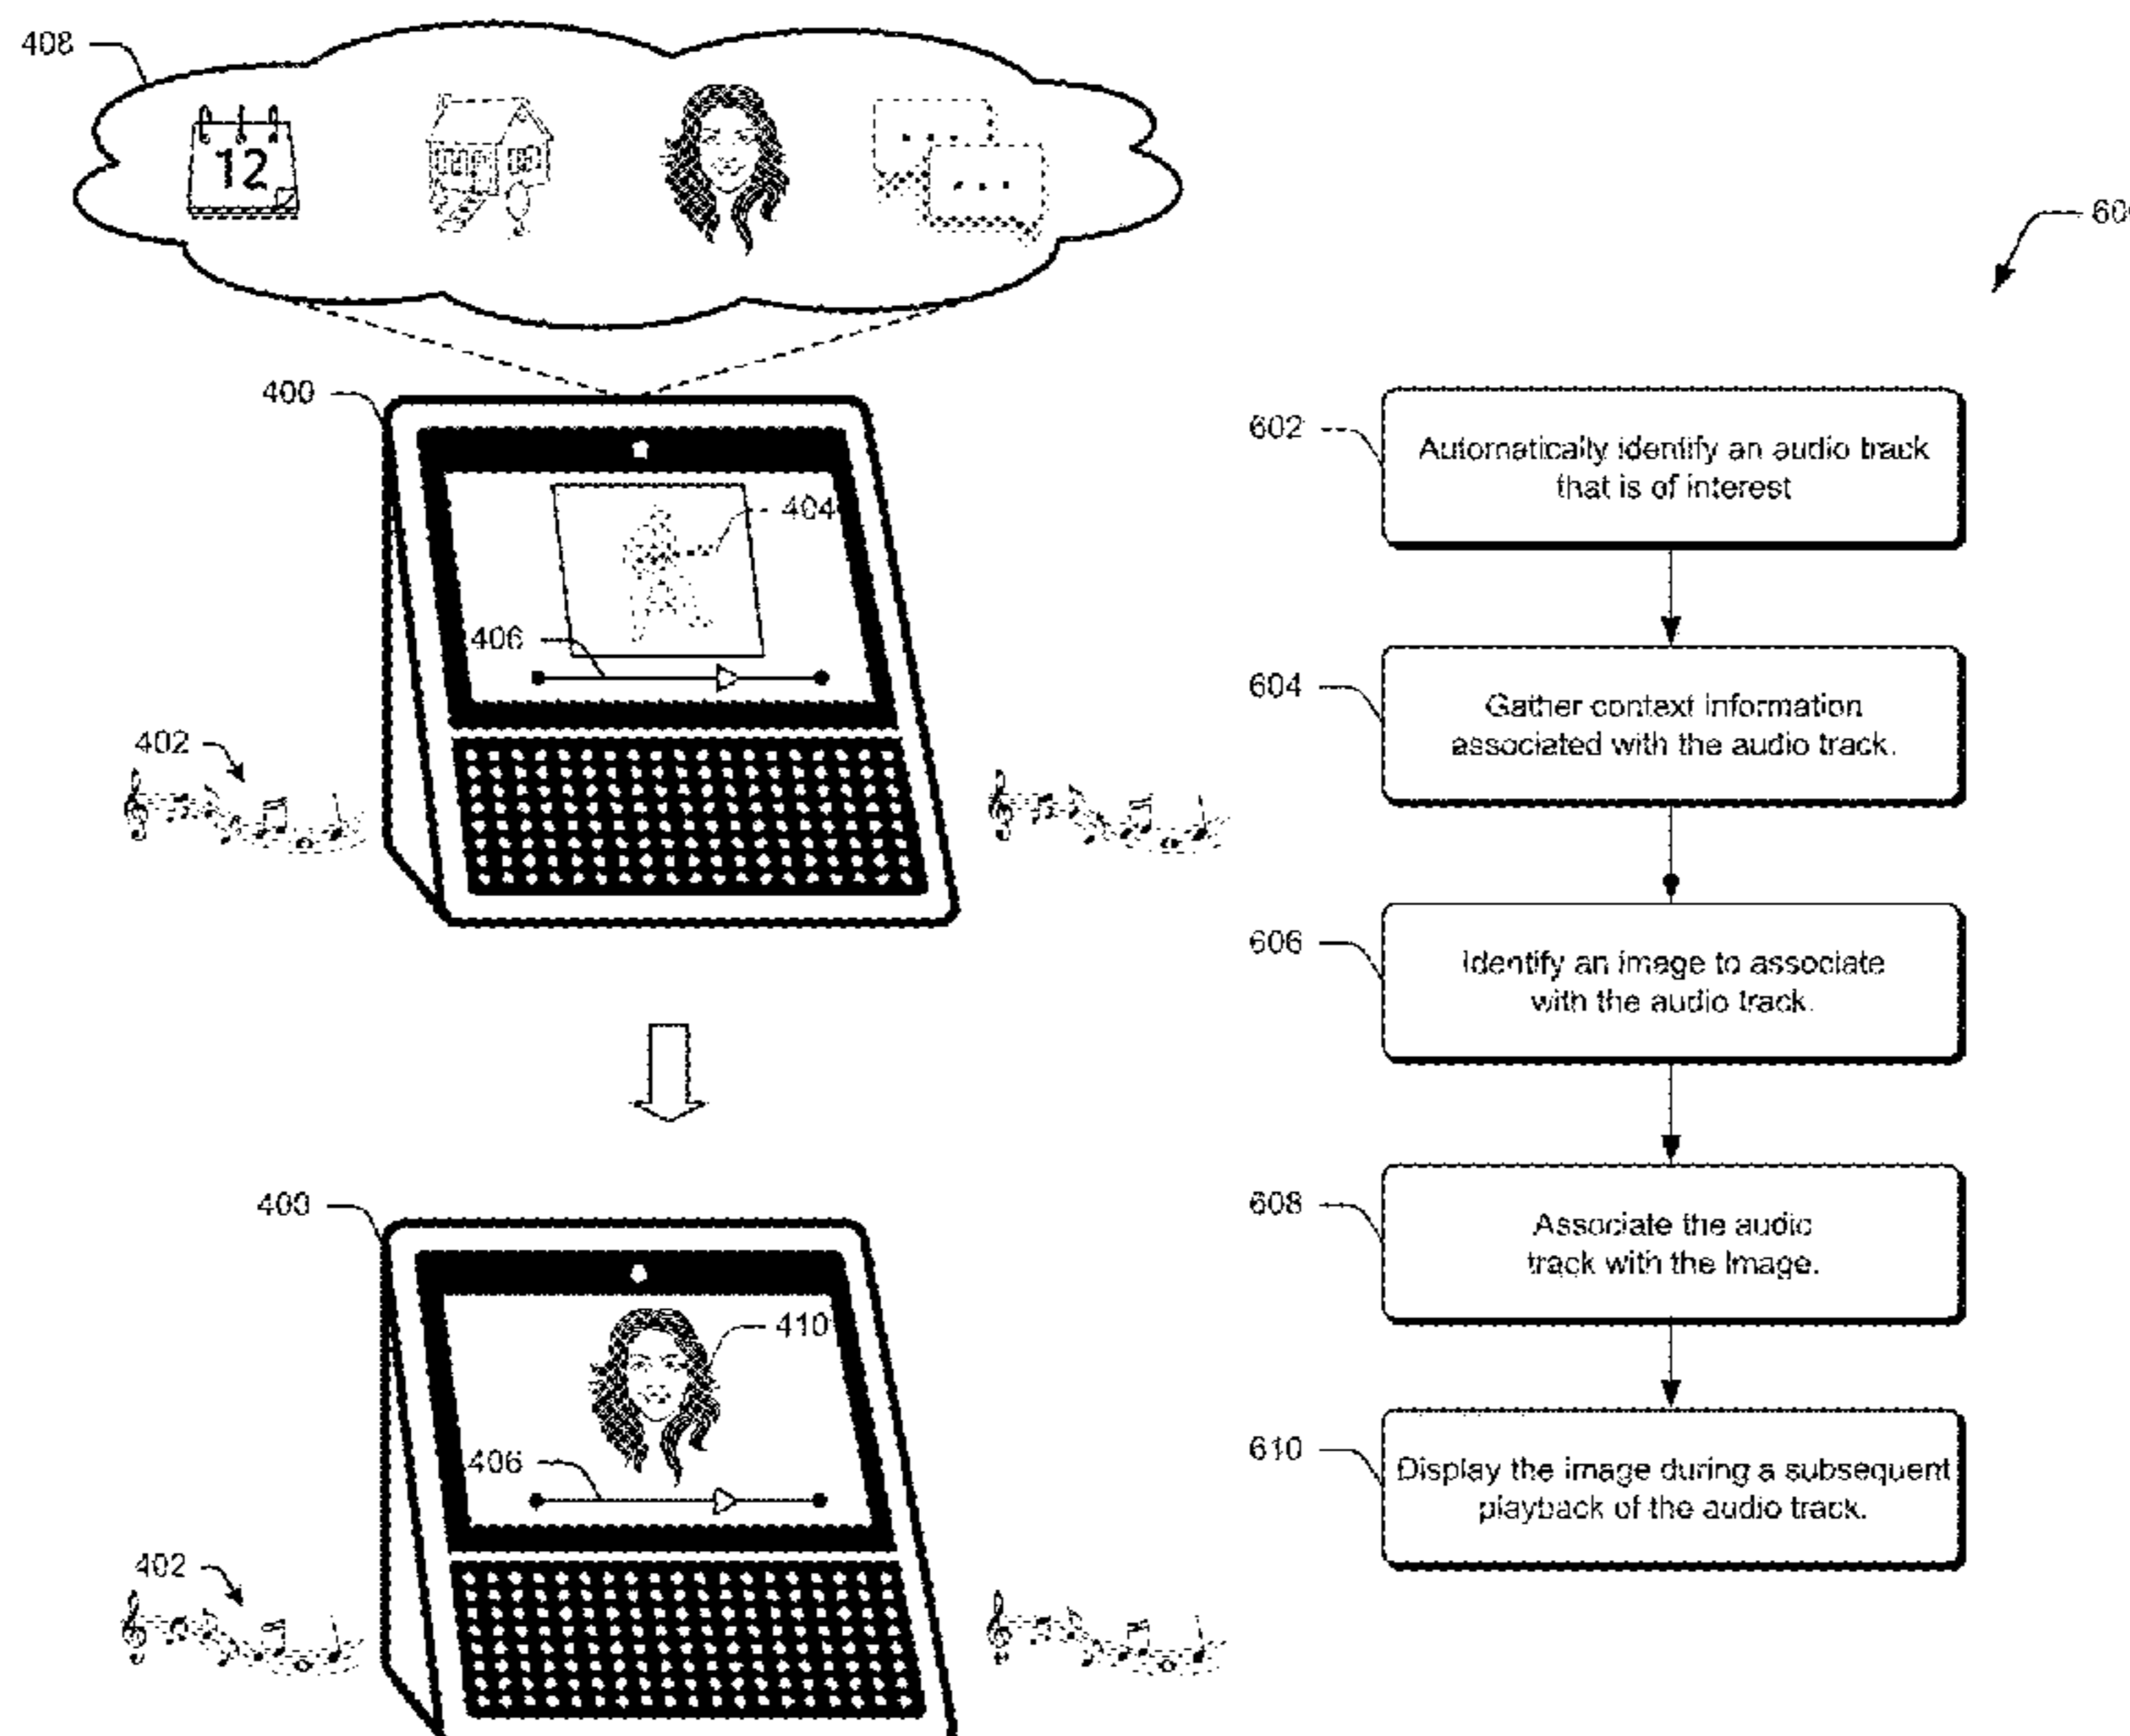 408
12
400
404
406
402
400
410
406
402
602
Automatically identify an audio track
that is of interest
604
Gather context information
associated with the audio track.
606
Identify an image to associate
with the audio track.
608
Associate the audio
track with the image.
610
Display the image during a subsequent
playback of the audio track.